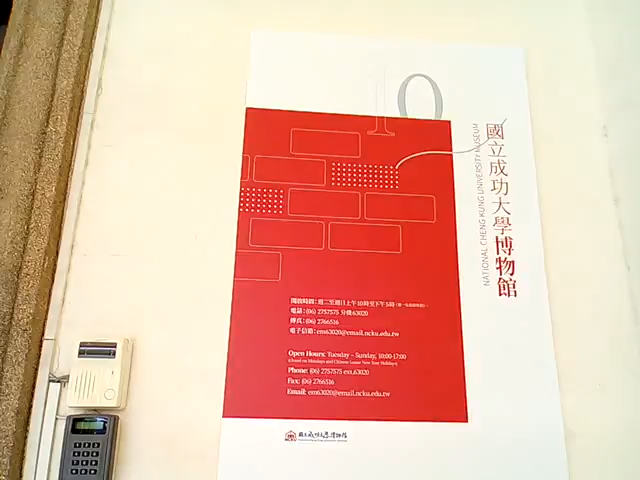 10
國立成功大學博物館
NATIONAL CHENG KUNG UNIVERSITY MUSEUM
開放時間：週二至週日上午10時至下午5時
電話：(06) 2757575 分機63020
傳真：(06) 2766516
電子信箱：em63020@email.ncku.edu.tw
Open Hours: Tuesday – Sunday, 10:00-17:00
(closed on Mondays and Chinese Lunar New Year Holidays)
Phone: (06) 2757575 ext.63020
Fax: (06) 2766516
Email: em63020@email.ncku.edu.tw
NCKU